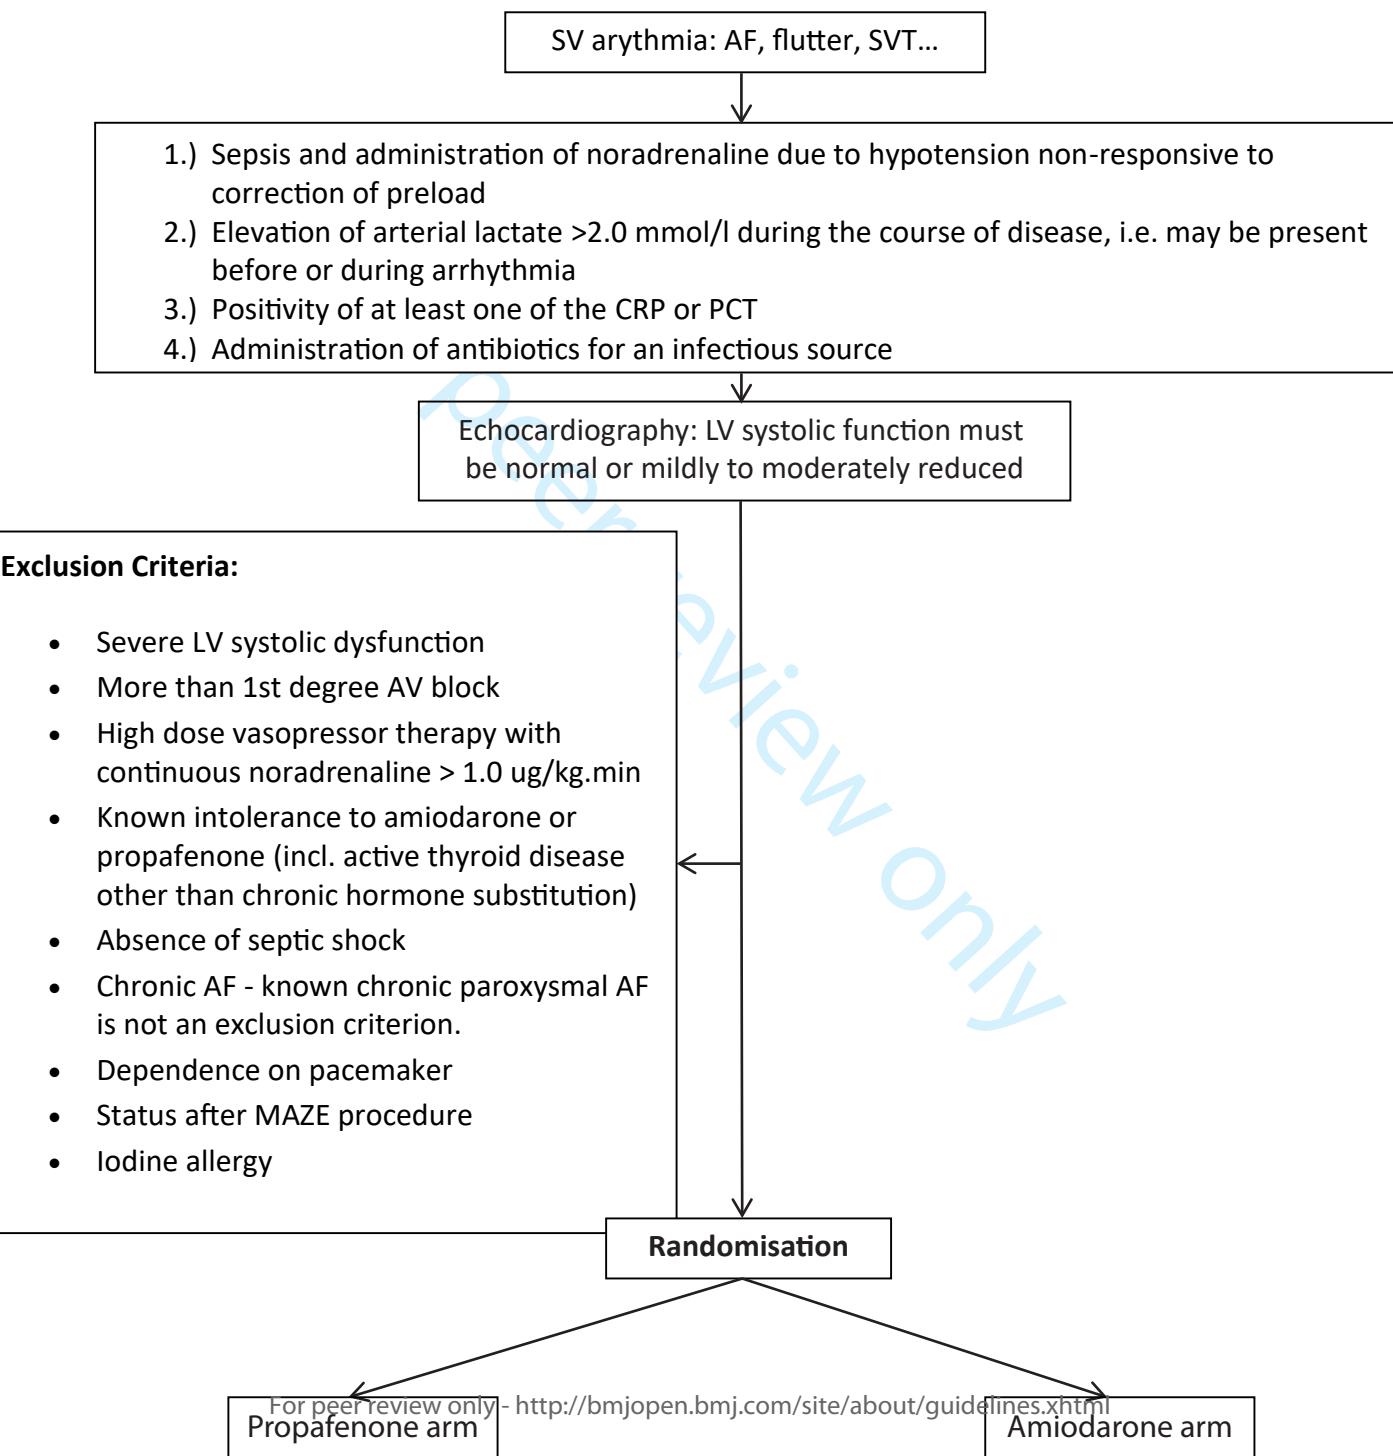 SV arythmia: AF, flutter, SVT...
1.) Sepsis and administration of noradrenaline due to hypotension non-responsive to
correction of preload
2.) Elevation of arterial lactate >2.0 mmol/l during the course of disease, i.e. may be present
before or during arrhythmia
3.) Positivity of at least one of the CRP or PCT
4.) Administration of antibiotics for an infectious source
Echocardiography: LV systolic function must
be normal or mildly to moderately reduced
peer review only
Exclusion Criteria:
• Severe LV systolic dysfunction
• More than 1st degree AV block
• High dose vasopressor therapy with
continuous noradrenaline > 1.0 ug/kg.min
• Known intolerance to amiodarone or
propafenone (incl. active thyroid disease
other than chronic hormone substitution)
• Absence of septic shock
• Chronic AF - known chronic paroxysmal AF
is not an exclusion criterion.
• Dependence on pacemaker
• Status after MAZE procedure
• Iodine allergy
Randomisation
For peer review only - http://bmjopen.bmj.com/site/about/guidelines.xhtml
Propafenone arm
Amiodarone arm